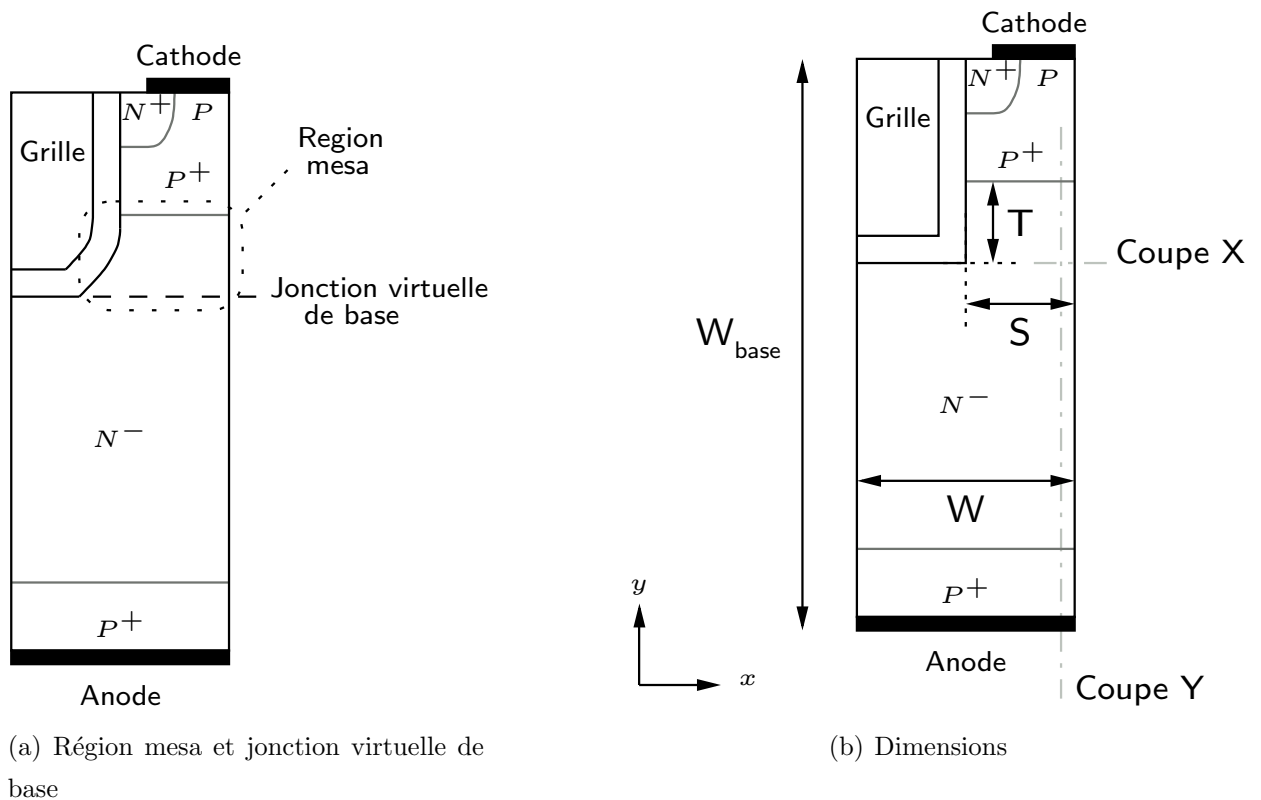 Cathode
N+ P
Grille
P+
Region
mesa
Jonction virtuelle
de base
N−
P+
Anode
(a) Région mesa et jonction virtuelle de
base
Cathode
N+ P
Grille
P+
T
Coupe X
S
W base
N−
W
P+
y
x
Anode
Coupe Y
(b) Dimensions